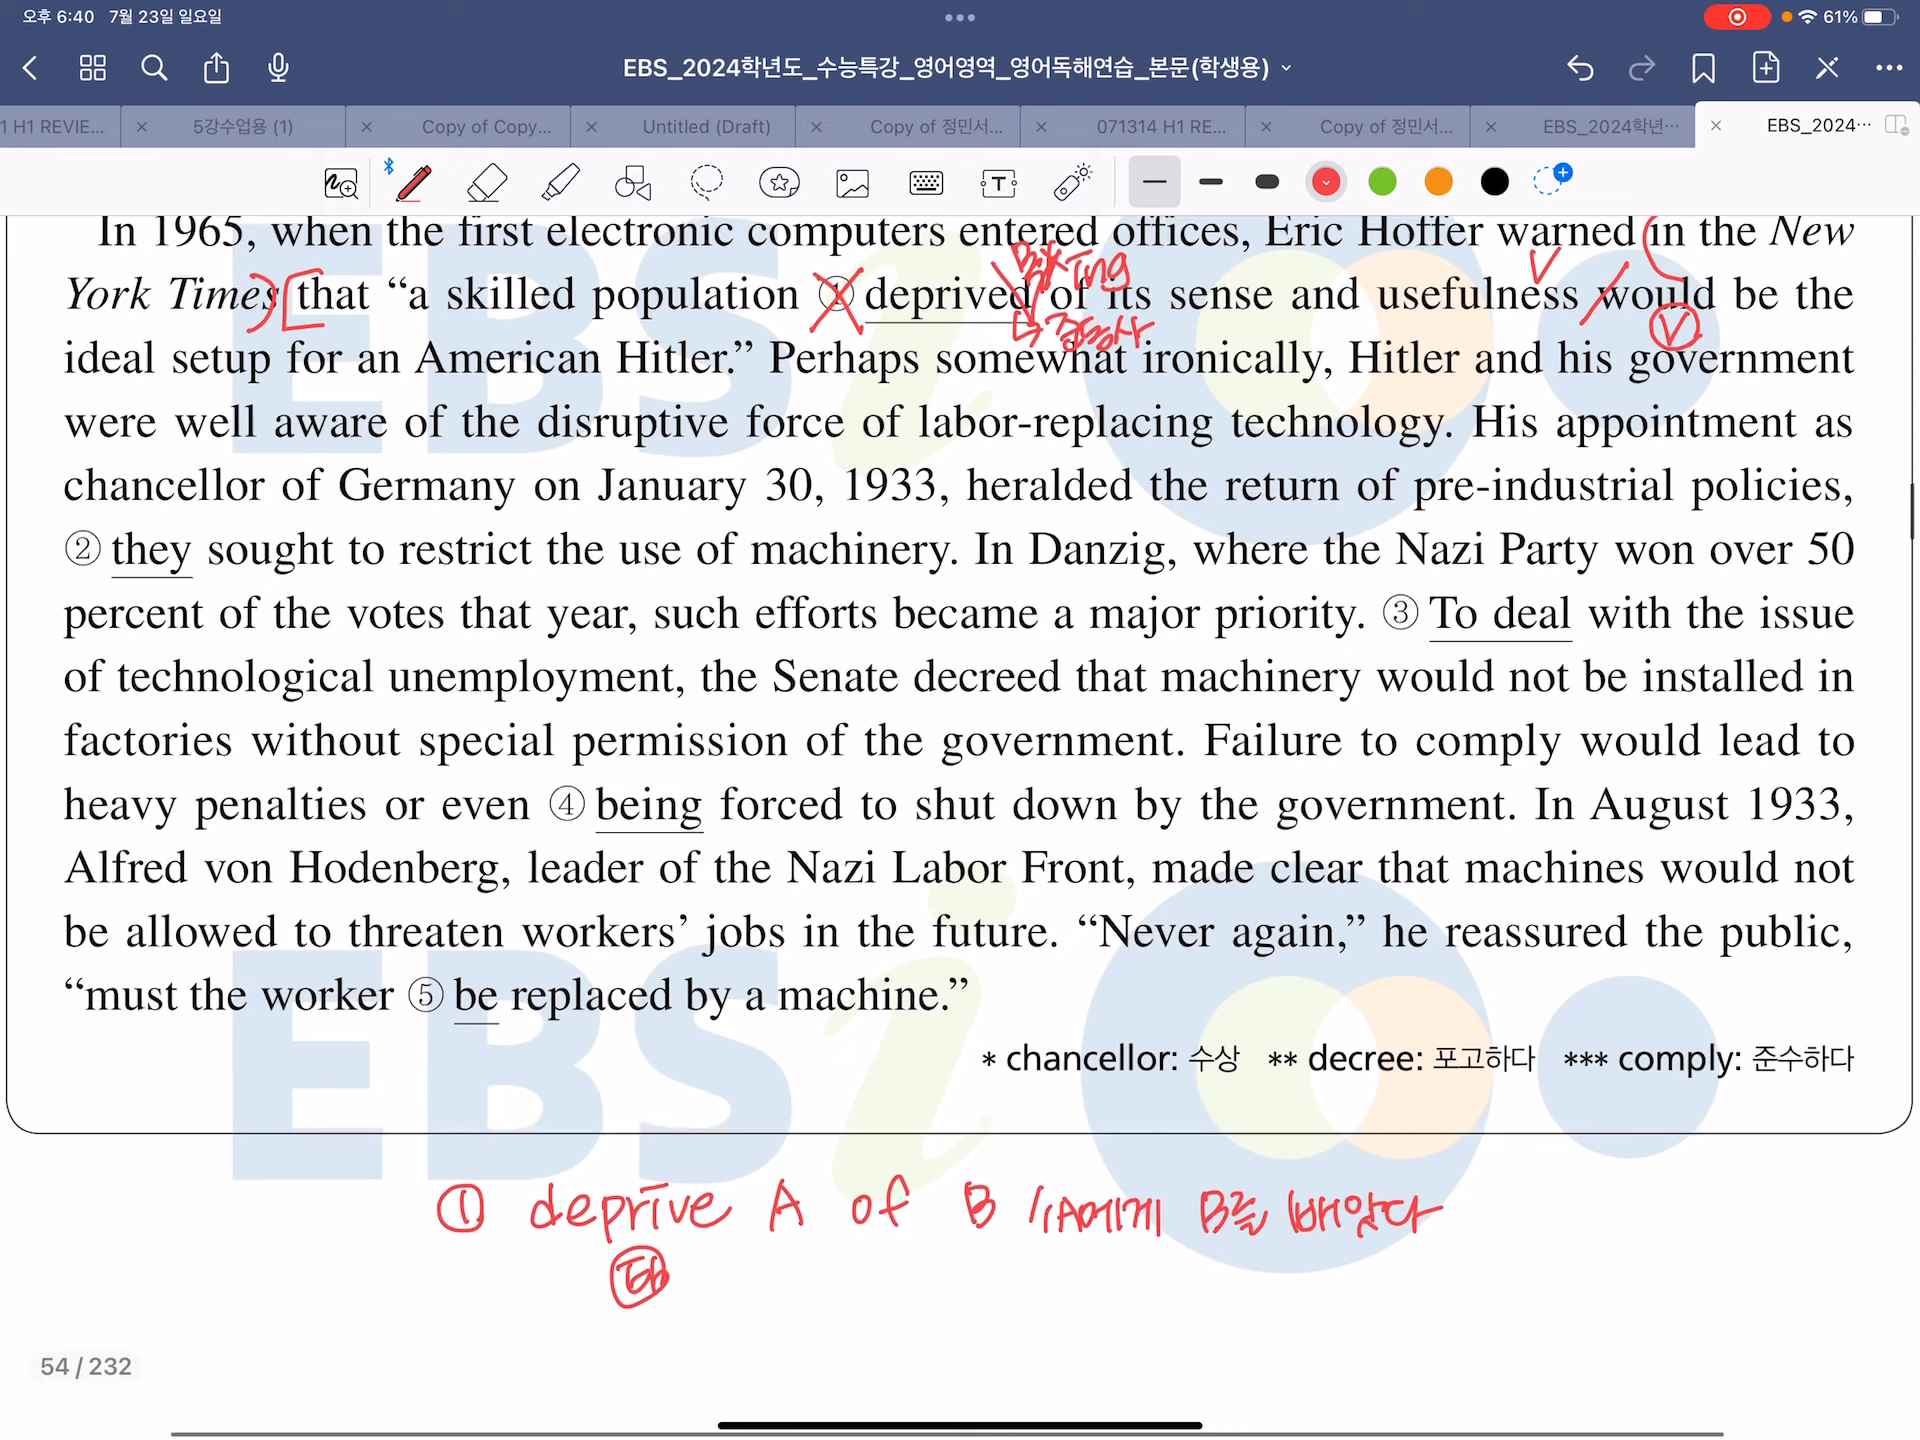 오후 6:40 7월 23일 일요일
61%
EBS_2024학년도_수능특강_영어영역_영어독해연습_본문(학생용)
1 H1 REVIE...
5강수업용 (1)
Copy of Copy...
Untitled (Draft)
Copy of 정민서...
071314 H1 RE...
Copy of 정민서...
EBS_2024학년...
EBS_2024...
In 1965, when the first electronic computers entered offices, Eric Hoffer warned in the New
York Times that “a skilled population ① deprived of its sense and usefulness would be the
ideal setup for an American Hitler.” Perhaps somewhat ironically, Hitler and his government
were well aware of the disruptive force of labor-replacing technology. His appointment as
chancellor of Germany on January 30, 1933, heralded the return of pre-industrial policies,
② they sought to restrict the use of machinery. In Danzig, where the Nazi Party won over 50
percent of the votes that year, such efforts became a major priority. ③ To deal with the issue
of technological unemployment, the Senate decreed that machinery would not be installed in
factories without special permission of the government. Failure to comply would lead to
heavy penalties or even ④ being forced to shut down by the government. In August 1933,
Alfred von Hodenberg, leader of the Nazi Labor Front, made clear that machines would not
be allowed to threaten workers’ jobs in the future. “Never again,” he reassured the public,
“must the worker ⑤ be replaced by a machine.”
* chancellor: 수상 ** decree: 포고하다 *** comply: 준수하다
① deprive A of B //A에게 B를 빼앗다
54 / 232